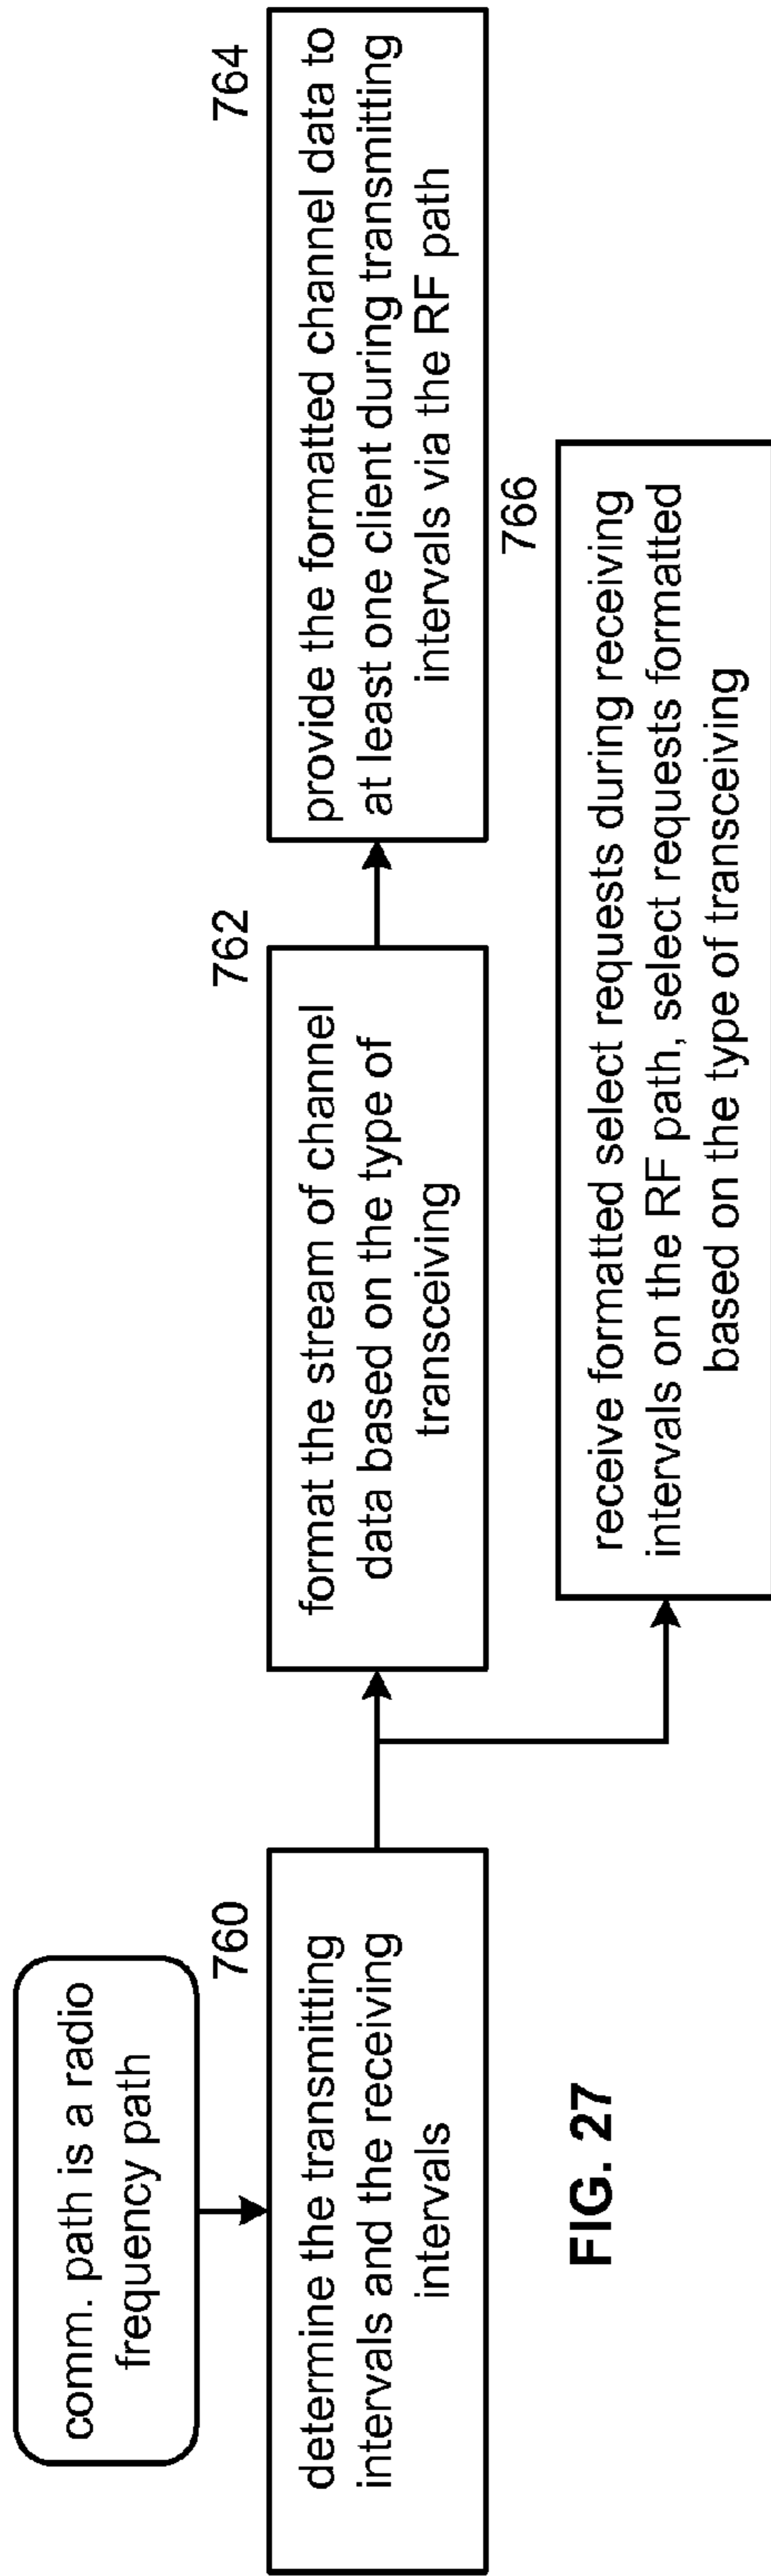 comm. path is a radio
frequency path
760
determine the transmitting
intervals and the receiving
intervals
762
format the stream of channel
data based on the type of
transceiving
764
provide the formatted channel data to
at least one client during transmitting
intervals via the RF path
766
receive formatted select requests during receiving
intervals on the RF path, select requests formatted
based on the type of transceiving
FIG. 27